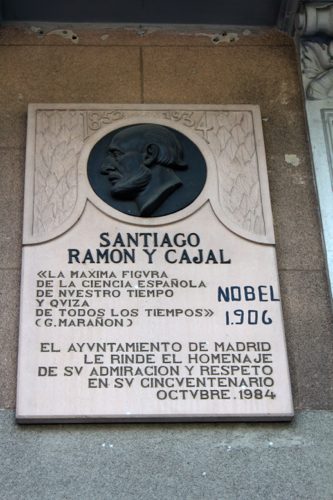 1852 1934
SANTIAGO
RAMON Y CAJAL
«LA MAXIMA FIGVRA
DE LA CIENCIA ESPAÑOLA
DE NVESTRO TIEMPO
Y QVIZA
DE TODOS LOS TIEMPOS»
(G.MARAÑON)
NOBEL
1.906
EL AYVNTAMIENTO DE MADRID
LE RINDE EL HOMENAJE
DE SV ADMIRACION Y RESPETO
EN SV CINCVENTENARIO
OCTVBRE.1984